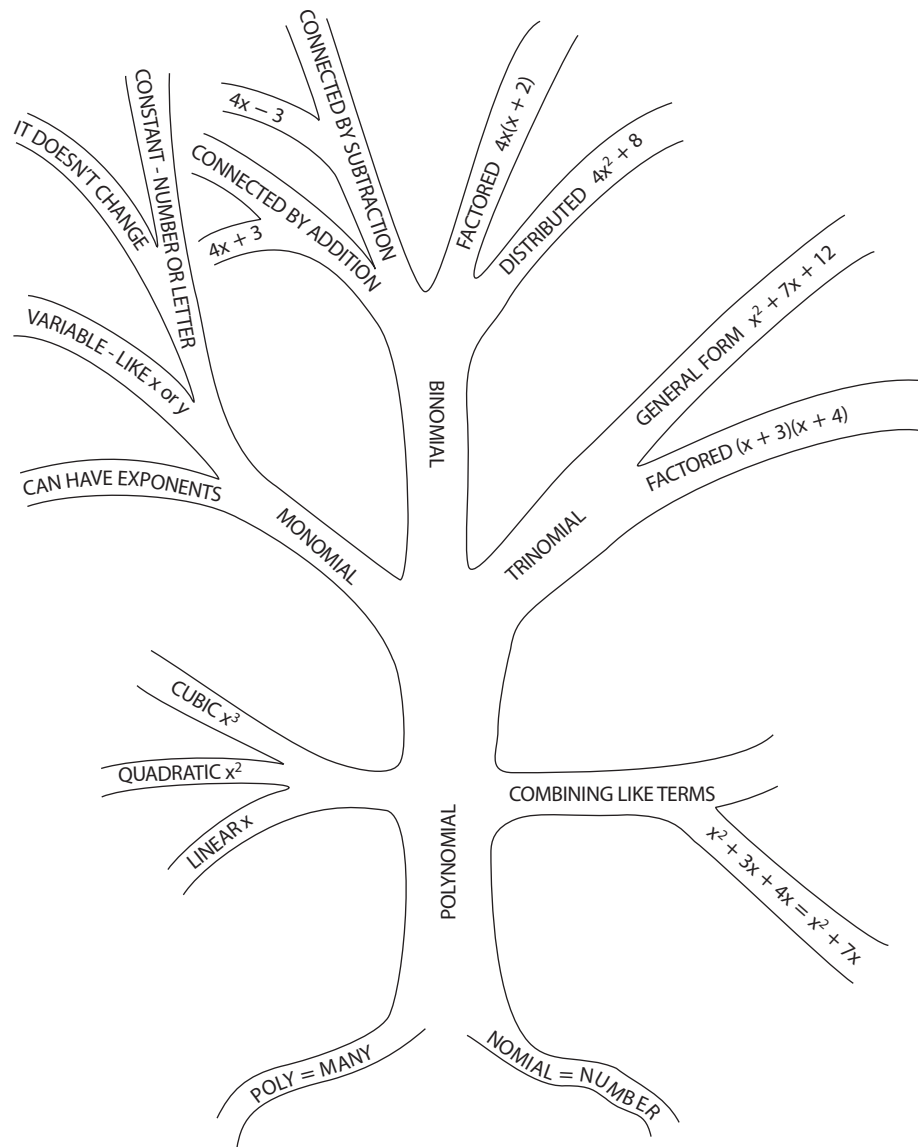 CONNECTED BY SUBTRACTION
4x – 3
CONSTANT - NUMBER OR LETTER
IT DOESN'T CHANGE
CONNECTED BY ADDITION
4x + 3
FACTORED 4x(x + 2)
DISTRIBUTED 4x² + 8
VARIABLE - LIKE x or y
CAN HAVE EXPONENTS
MONOMIAL
BINOMIAL
TRINOMIAL
GENERAL FORM x² + 7x + 12
FACTORED (x + 3)(x + 4)
CUBIC x³
QUADRATIC x²
LINEAR x
POLYNOMIAL
COMBINING LIKE TERMS
x² + 3x + 4x = x² + 7x
POLY = MANY
NOMIAL = NUMBER